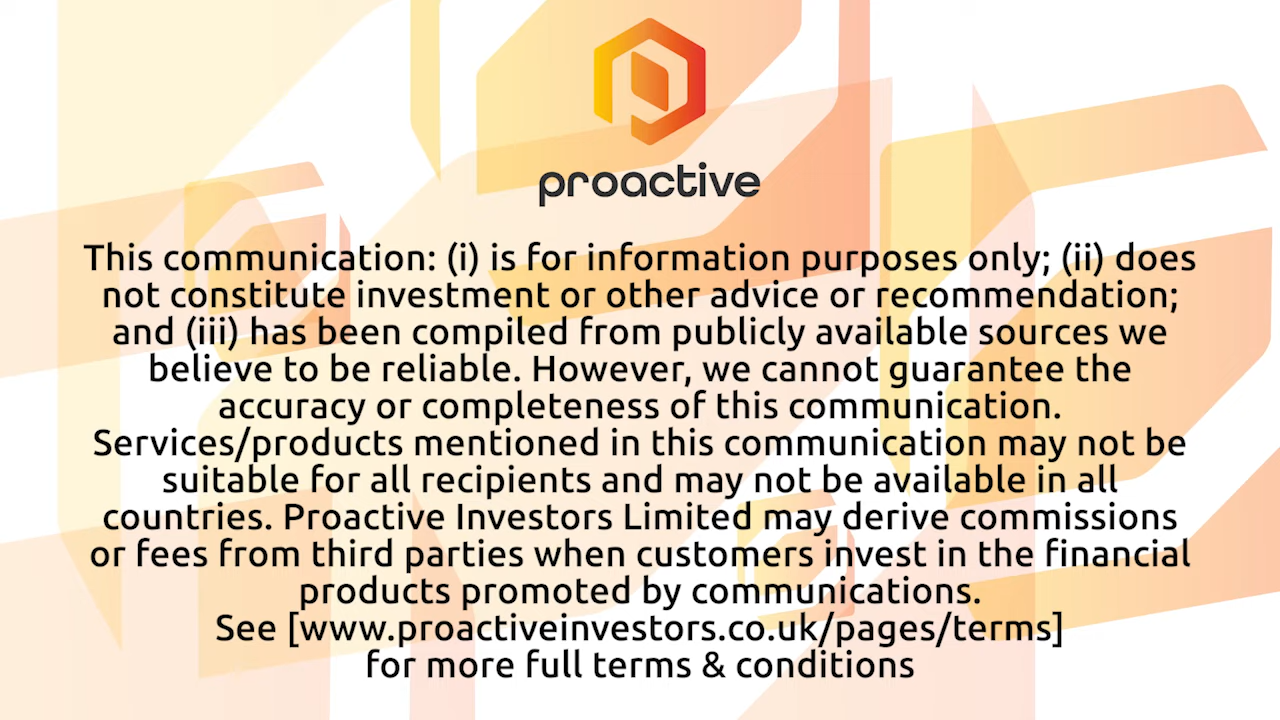 proactive
This communication: (i) is for information purposes only; (ii) does
not constitute investment or other advice or recommendation;
and (iii) has been compiled from publicly available sources we
believe to be reliable. However, we cannot guarantee the
accuracy or completeness of this communication.
Services/products mentioned in this communication may not be
suitable for all recipients and may not be available in all
countries. Proactive Investors Limited may derive commissions
or fees from third parties when customers invest in the financial
products promoted by communications.
See [www.proactiveinvestors.co.uk/pages/terms]
for more full terms & conditions